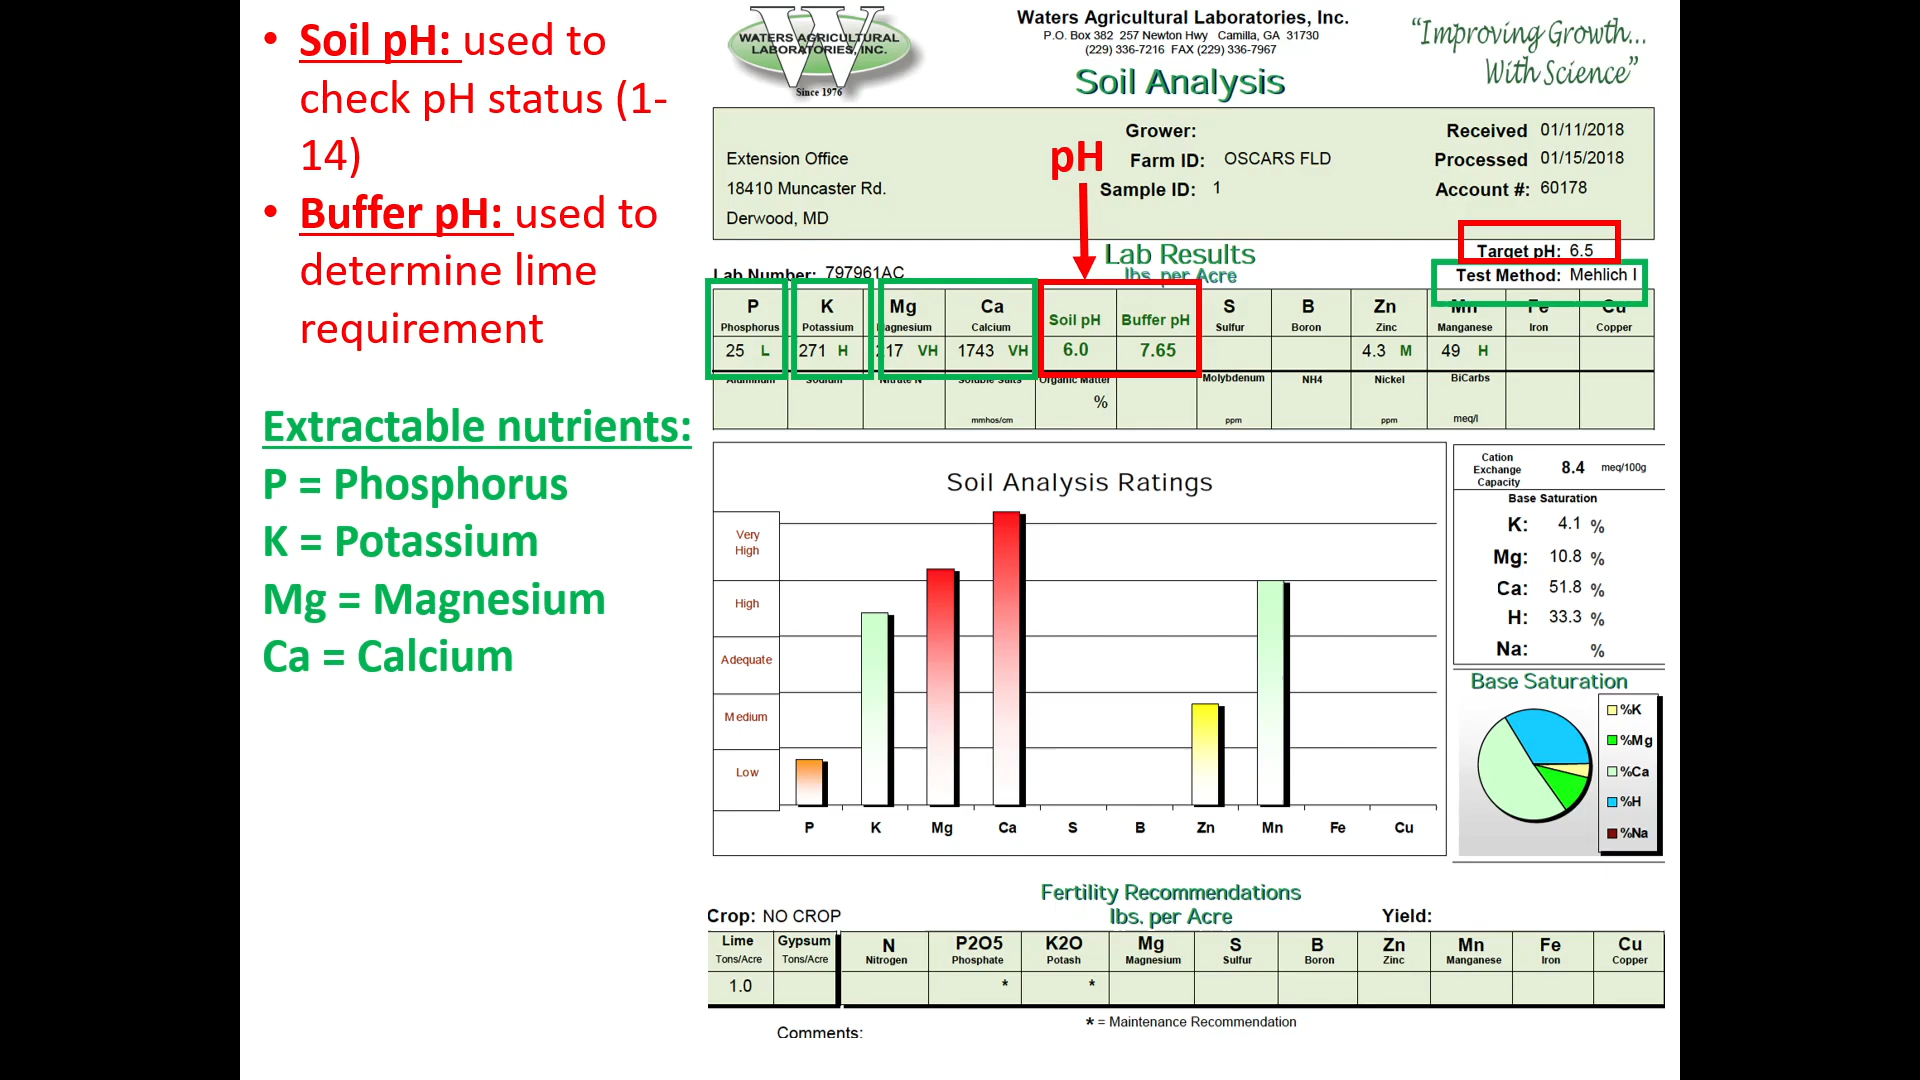 • Soil pH: used to
check pH status (1-
14)
• Buffer pH: used to
determine lime
requirement
Extractable nutrients:
P = Phosphorus
K = Potassium
Mg = Magnesium
Ca = Calcium
WATERS AGRICULTURAL
LABORATORIES, INC.
Since 1976
Waters Agricultural Laboratories, Inc.
P.O. Box 382 257 Newton Hwy Camilla, GA 31730
(229) 336-7216 FAX (229) 336-7967
Soil Analysis
"Improving Growth...
With Science"
Extension Office
18410 Muncaster Rd.
Derwood, MD
pH
Grower:
Farm ID: OSCARS FLD
Sample ID: 1
Received 01/11/2018
Processed 01/15/2018
Account #: 60178
Lab Results
lbs. per Acre
Lab Number: 797961AC
Target pH: 6.5
Test Method: Mehlich I
P K Mg Ca Soil pH Buffer pH S B Zn Mn Fe Cu
Phosphorus Potassium Magnesium Calcium Sulfur Boron Zinc Manganese Iron Copper
25 L 271 H 217 VH 1743 VH 6.0 7.65 4.3 M 49 H
Aluminum Sodium Nitrate N Soluble Salts Organic Matter Molybdenum NH4 Nickel BiCarbs
%
mmhos/cm ppm ppm meq/l
Soil Analysis Ratings
Very
High
High
Adequate
Medium
Low
P K Mg Ca S B Zn Mn Fe Cu
Cation
Exchange
Capacity
8.4 meq/100g
Base Saturation
K: 4.1 %
Mg: 10.8 %
Ca: 51.8 %
H: 33.3 %
Na: %
Base Saturation
%K
%Mg
%Ca
%H
%Na
Fertility Recommendations
lbs. per Acre
Crop: NO CROP
Yield:
Lime Gypsum N P2O5 K2O Mg S B Zn Mn Fe Cu
Tons/Acre Tons/Acre Nitrogen Phosphate Potash Magnesium Sulfur Boron Zinc Manganese Iron Copper
1.0 * *
* = Maintenance Recommendation
Comments: